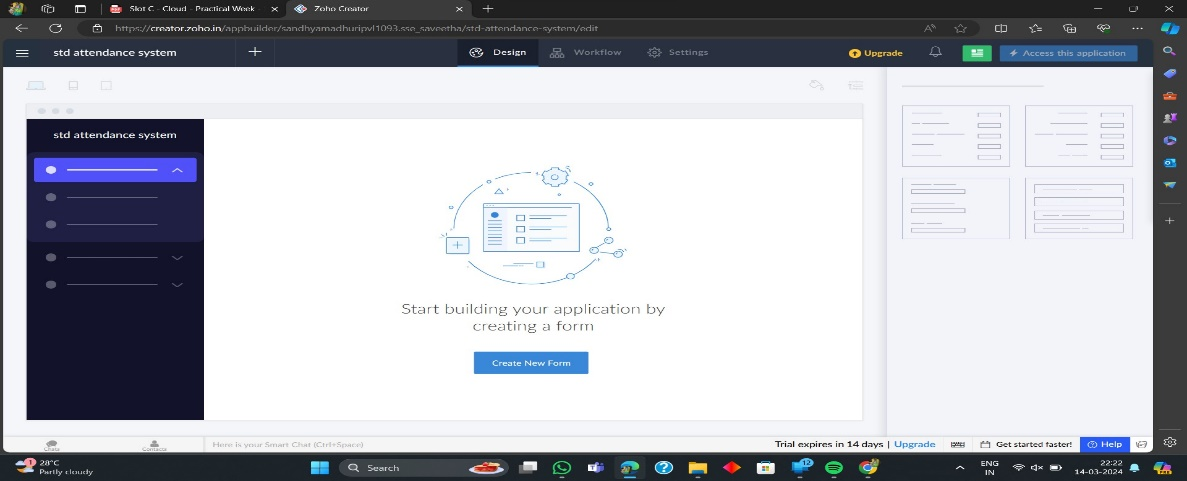 Slot C - Cloud - Practical Week
Zoho Creator
https://creator.zoho.in/appbuilder/sandhyamadhuripvl1093.sse_saveetha/std-attendance-system/edit
std attendance system
Design
Workflow
Settings
Upgrade
Access this application
std attendance system
Start building your application by
creating a form
Create New Form
Chats
Contacts
Here is your Smart Chat (Ctrl+Space)
Trial expires in 14 days | Upgrade
Get started faster!
Help
28°C
Partly cloudy
Search
12
ENG
IN
22:22
14-03-2024